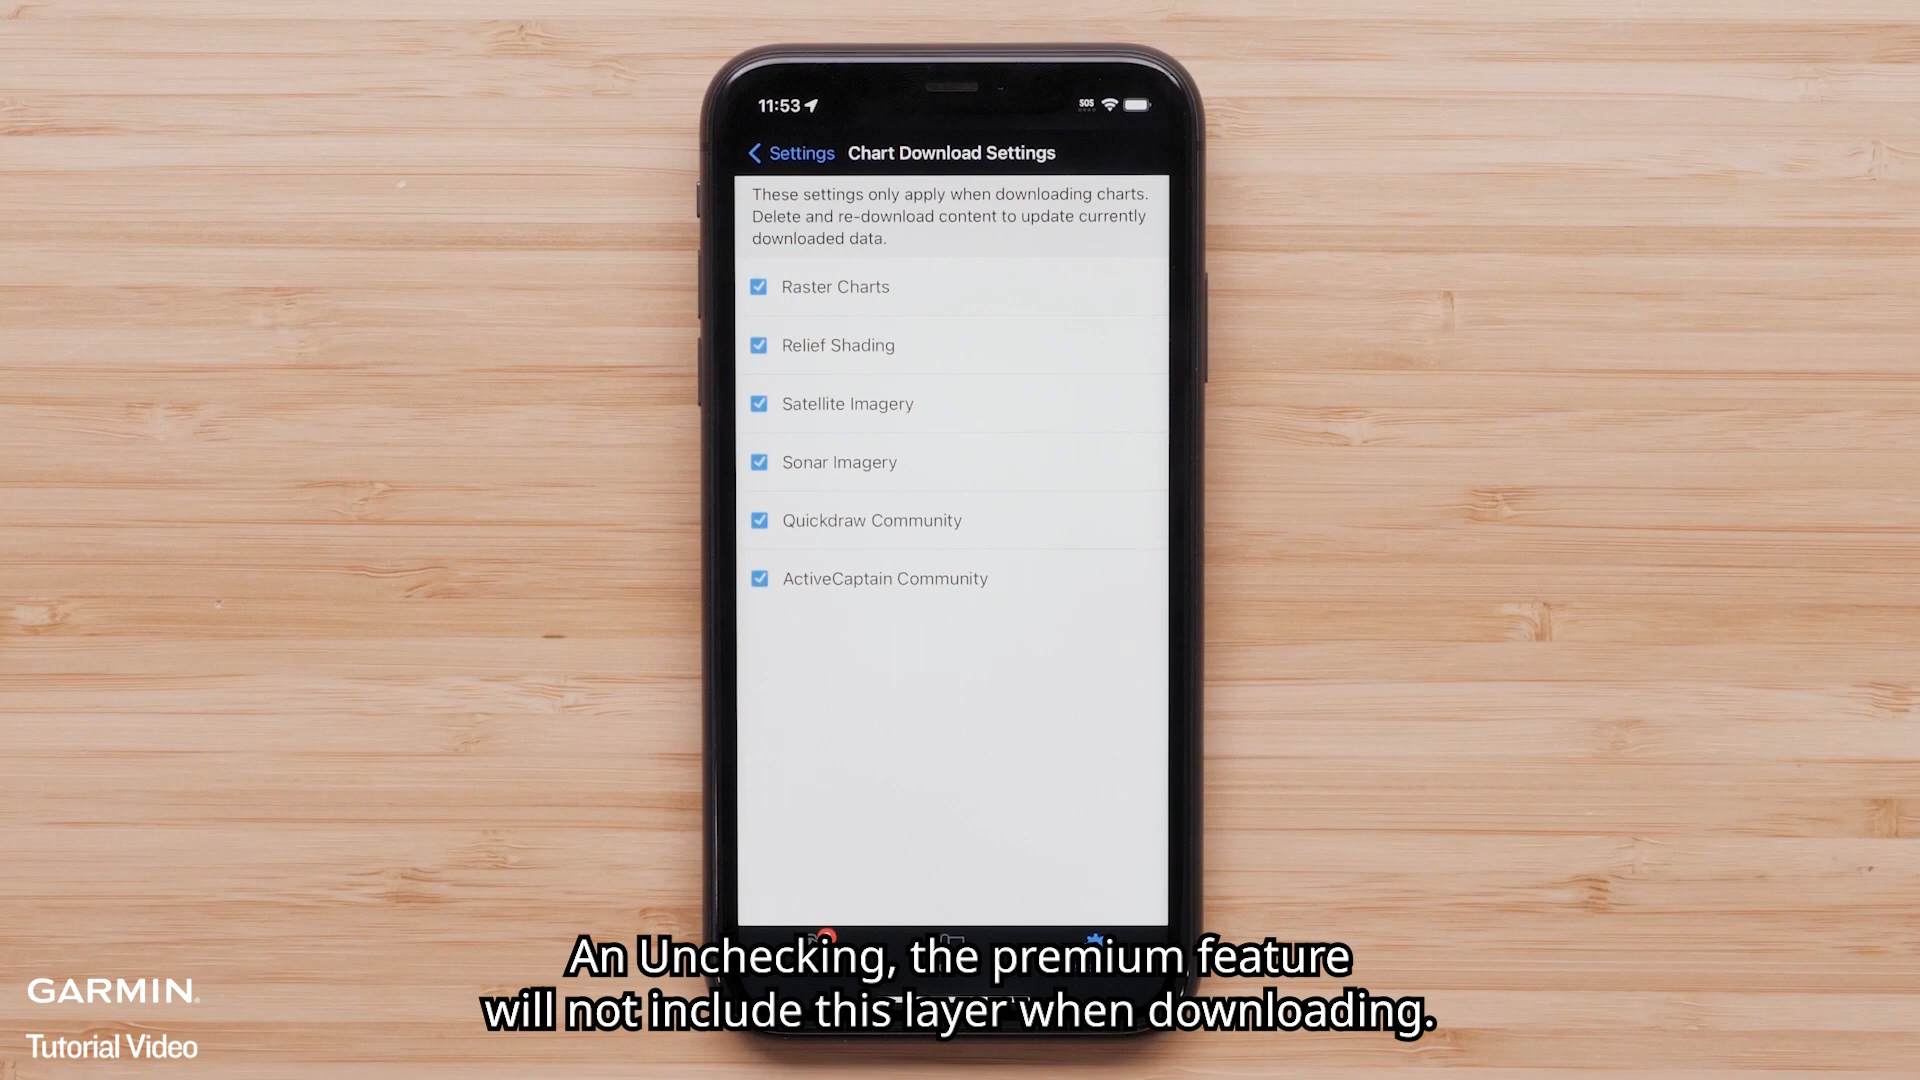 11:53
SOS
Settings
Chart Download Settings
These settings only apply when downloading charts.
Delete and re-download content to update currently
downloaded data.
Raster Charts
Relief Shading
Satellite Imagery
Sonar Imagery
Quickdraw Community
ActiveCaptain Community
An Unchecking, the premium feature
will not include this layer when downloading.
GARMIN
Tutorial Video